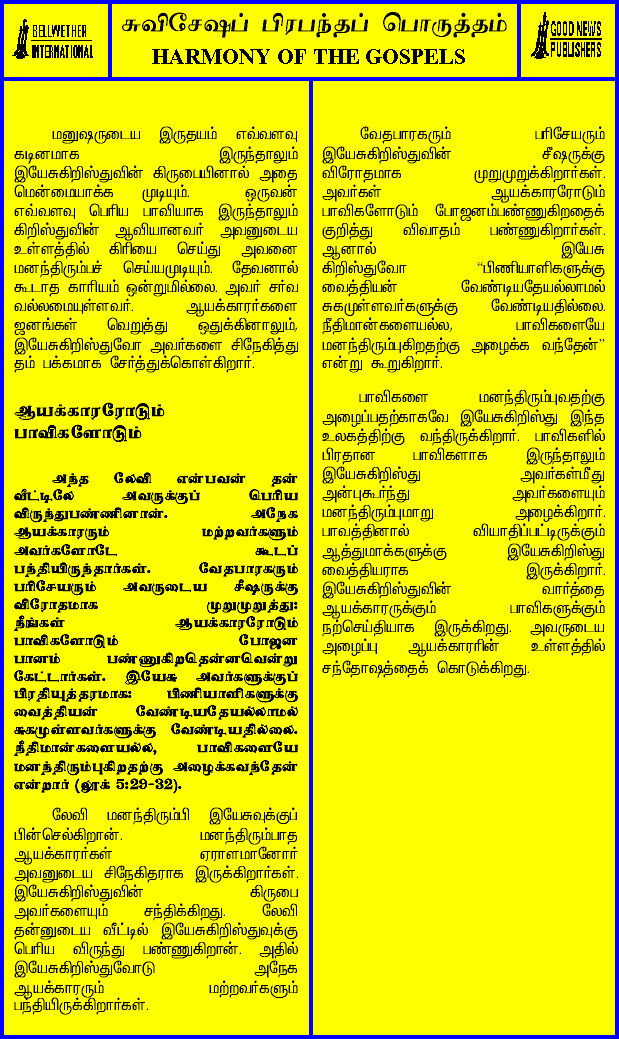 BELLWETHER
INTERNATIONAL
சுவிசேஷப் பிரபந்தப் பொருத்தம்
HARMONY OF THE GOSPELS
GOOD NEWS
PUBLISHERS
மனுஷருடைய இருதயம் எவ்வளவு
கடினமாக இருந்தாலும்
இயேசுகிறிஸ்துவின் கிருபையினால் அதை
மென்மையாக்க முடியும். ஒருவன்
எவ்வளவு பெரிய பாவியாக இருந்தாலும்
கிறிஸ்துவின் ஆவியானவர் அவனுடைய
உள்ளத்தில் கிரியை செய்து அவனை
மனந்திரும்பச் செய்யமுடியும். தேவனால்
கூடாத காரியம் ஒன்றுமில்லை. அவர் சர்வ
வல்லமையுள்ளவர். ஆயக்காரர்களை
ஜனங்கள் வெறுத்து ஒதுக்கினாலும்,
இயேசுகிறிஸ்துவோ அவர்களை சிநேகித்து
தம் பக்கமாக சேர்த்துக்கொள்கிறார்.
ஆயக்காரரோடும்
பாவிகளோடும்
அந்த லேவி என்பவன் தன்
வீட்டிலே அவருக்குப் பெரிய
விருந்துபண்ணினான். அநேக
ஆயக்காரரும் மற்றவர்களும்
அவர்களோடே கூடப்
பந்தியிருந்தார்கள். வேதபாரகரும்
பரிசேயரும் அவருடைய சீஷருக்கு
விரோதமாக முறுமுறுத்து:
நீங்கள் ஆயக்காரரோடும்
பாவிகளோடும் போஜன
பானம் பண்ணுகிறதென்னவென்று
கேட்டார்கள். இயேசு அவர்களுக்குப்
பிரதியுத்தரமாக: பிணியாளிகளுக்கு
வைத்தியன் வேண்டியதேயல்லாமல்
சுகமுள்ளவர்களுக்கு வேண்டியதில்லை.
நீதிமான்களையல்ல, பாவிகளையே
மனந்திரும்புகிறதற்கு அழைக்கவந்தேன்
என்றார் (லூக் 5:29-32).
லேவி மனந்திரும்பி இயேசுவுக்குப்
பின்செல்கிறான். மனந்திரும்பாத
ஆயக்காரர்கள் ஏராளமானோர்
அவனுடைய சிநேகிதராக இருக்கிறார்கள்.
இயேசுகிறிஸ்துவின் கிருபை
அவர்களையும் சந்திக்கிறது. லேவி
தன்னுடைய வீட்டில் இயேசுகிறிஸ்துவுக்கு
பெரிய விருந்து பண்ணுகிறான். அதில்
இயேசுகிறிஸ்துவோடு அநேக
ஆயக்காரரும் மற்றவர்களும்
பந்தியிருக்கிறார்கள்.
வேதபாரகரும் பரிசேயரும்
இயேசுகிறிஸ்துவின் சீஷருக்கு
விரோதமாக முறுமுறுக்கிறார்கள்.
அவர்கள் ஆயக்காரரோடும்
பாவிகளோடும் போஜனம்பண்ணுகிறதைக்
குறித்து விவாதம் பண்ணுகிறார்கள்.
ஆனால் இயேசு
கிறிஸ்துவோ “பிணியாளிகளுக்கு
வைத்தியன் வேண்டியதேயல்லாமல்
சுகமுள்ளவர்களுக்கு வேண்டியதில்லை.
நீதிமான்களையல்ல, பாவிகளையே
மனந்திரும்புகிறதற்கு அழைக்க வந்தேன்”
என்று கூறுகிறார்.
பாவிகளை மனந்திரும்புவதற்கு
அழைப்பதற்காகவே இயேசுகிறிஸ்து இந்த
உலகத்திற்கு வந்திருக்கிறார். பாவிகளில்
பிரதான பாவிகளாக இருந்தாலும்
இயேசுகிறிஸ்து அவர்கள்மீது
அன்புகூர்ந்து அவர்களையும்
மனந்திரும்புமாறு அழைக்கிறார்.
பாவத்தினால் வியாதிப்பட்டிருக்கும்
ஆத்துமாக்களுக்கு இயேசுகிறிஸ்து
வைத்தியராக இருக்கிறார்.
இயேசுகிறிஸ்துவின் வார்த்தை
ஆயக்காரருக்கும் பாவிகளுக்கும்
நற்செய்தியாக இருக்கிறது. அவருடைய
அழைப்பு ஆயக்காரரின் உள்ளத்தில்
சந்தோஷத்தைக் கொடுக்கிறது.